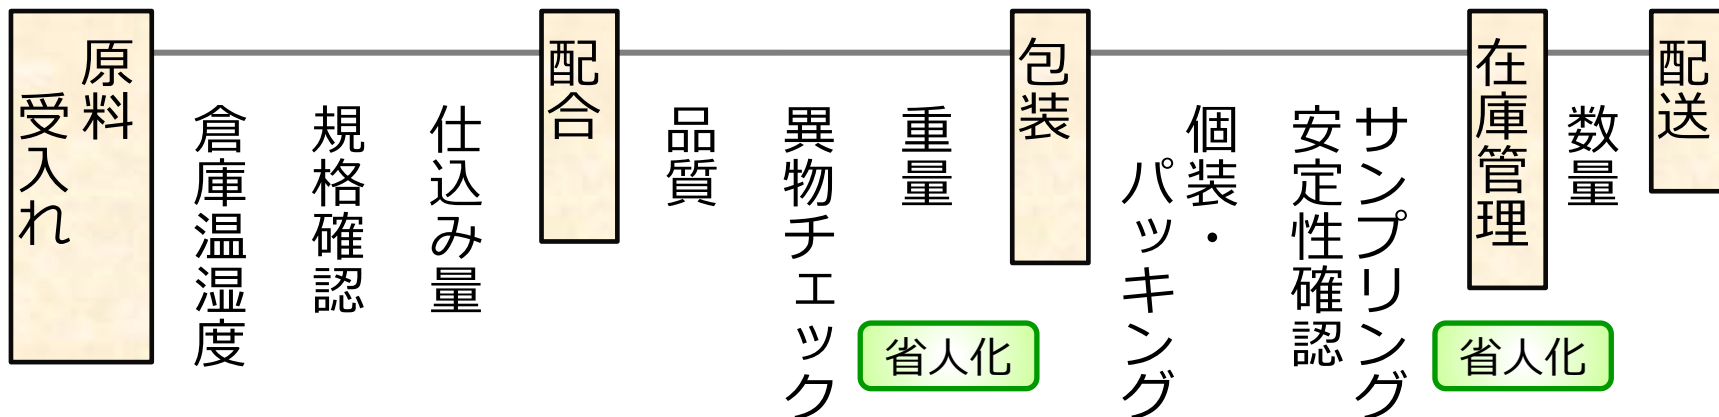 原料
受入れ
倉庫温湿度
規格確認
仕込み量
配合
品質
異物チェック
重量
省人化
包装
個装・
パッキング
サンプリング
安定性確認
在庫管理
省人化
数量
配送